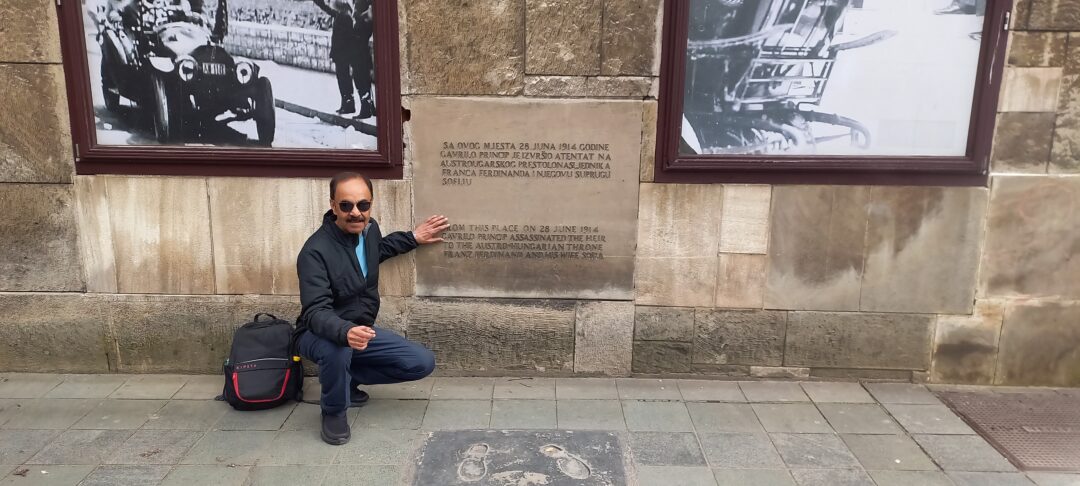 SA OVOG MJESTA 28 JUNA 1914 GODINE
GAVRILO PRINCIP JE IZVRŠIO ATENTAT NA
AUSTROUGARSKOG PRESTOLONASLJEDNIKA
FRANCA FERDINANDA I NJEGOVU SUPRUGU
SOFIJU
FROM THIS PLACE ON 28 JUNE 1914
GAVRILO PRINCIP ASSASSINATED THE HEIR
TO THE AUSTRO-HUNGARIAN THRONE
FRANZ FERDINAND AND HIS WIFE SOFIA